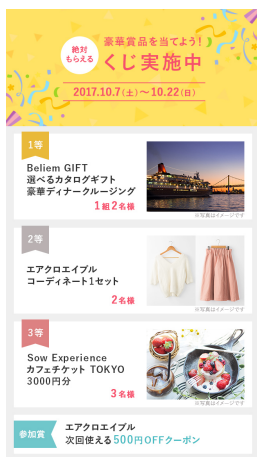 絶対
もらえる
豪華賞品を当てよう!
くじ実施中
2017.10.7(土)〜10.22(日)
1等
Beliem GIFT
選べるカタログギフト
豪華ディナークルージング
1組2名様
※写真はイメージです
2等
エアクロエイブル
コーディネート1セット
2名様
※写真はイメージです
3等
Sow Experience
カフェチケット TOKYO
3000円分
3名様
※写真はイメージです
参加賞
エアクロエイブル
次回使える500円OFFクーポン